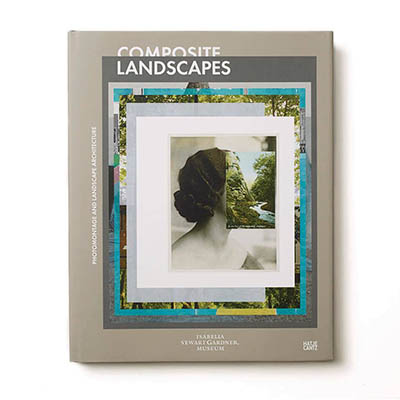 COMPOSITE
LANDSCAPES
PHOTOMONTAGE AND LANDSCAPE ARCHITECTURE
ISABELLA
STEWART GARDNER
MUSEUM
HATJE
CANTZ